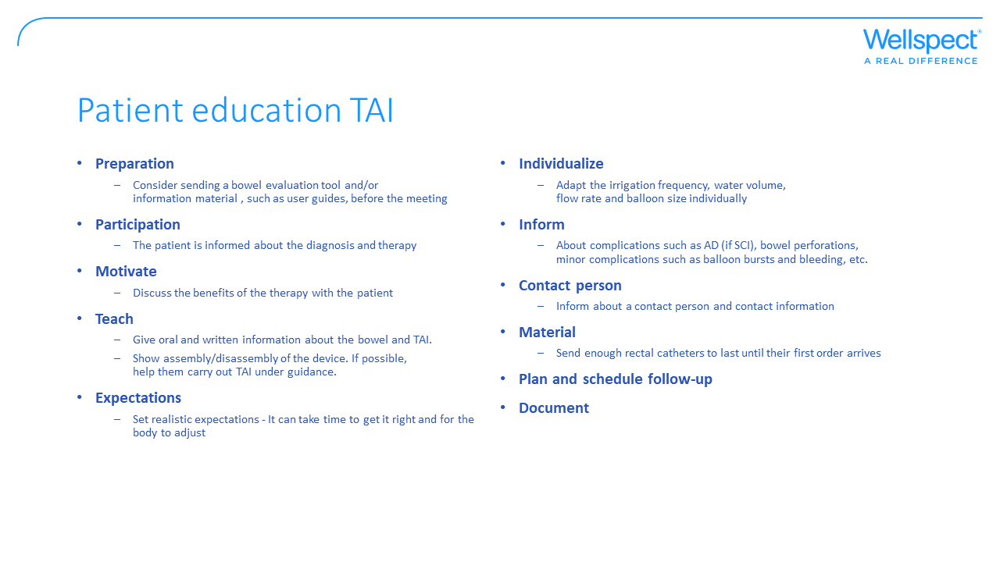 Wellspect®
A REAL DIFFERENCE
Patient education TAI
• Preparation
– Consider sending a bowel evaluation tool and/or
information material , such as user guides, before the meeting
• Participation
– The patient is informed about the diagnosis and therapy
• Motivate
– Discuss the benefits of the therapy with the patient
• Teach
– Give oral and written information about the bowel and TAI.
– Show assembly/disassembly of the device. If possible,
help them carry out TAI under guidance.
• Expectations
– Set realistic expectations - It can take time to get it right and for the
body to adjust
• Individualize
– Adapt the irrigation frequency, water volume,
flow rate and balloon size individually
• Inform
– About complications such as AD (if SCI), bowel perforations,
minor complications such as balloon bursts and bleeding, etc.
• Contact person
– Inform about a contact person and contact information
• Material
– Send enough rectal catheters to last until their first order arrives
• Plan and schedule follow-up
• Document